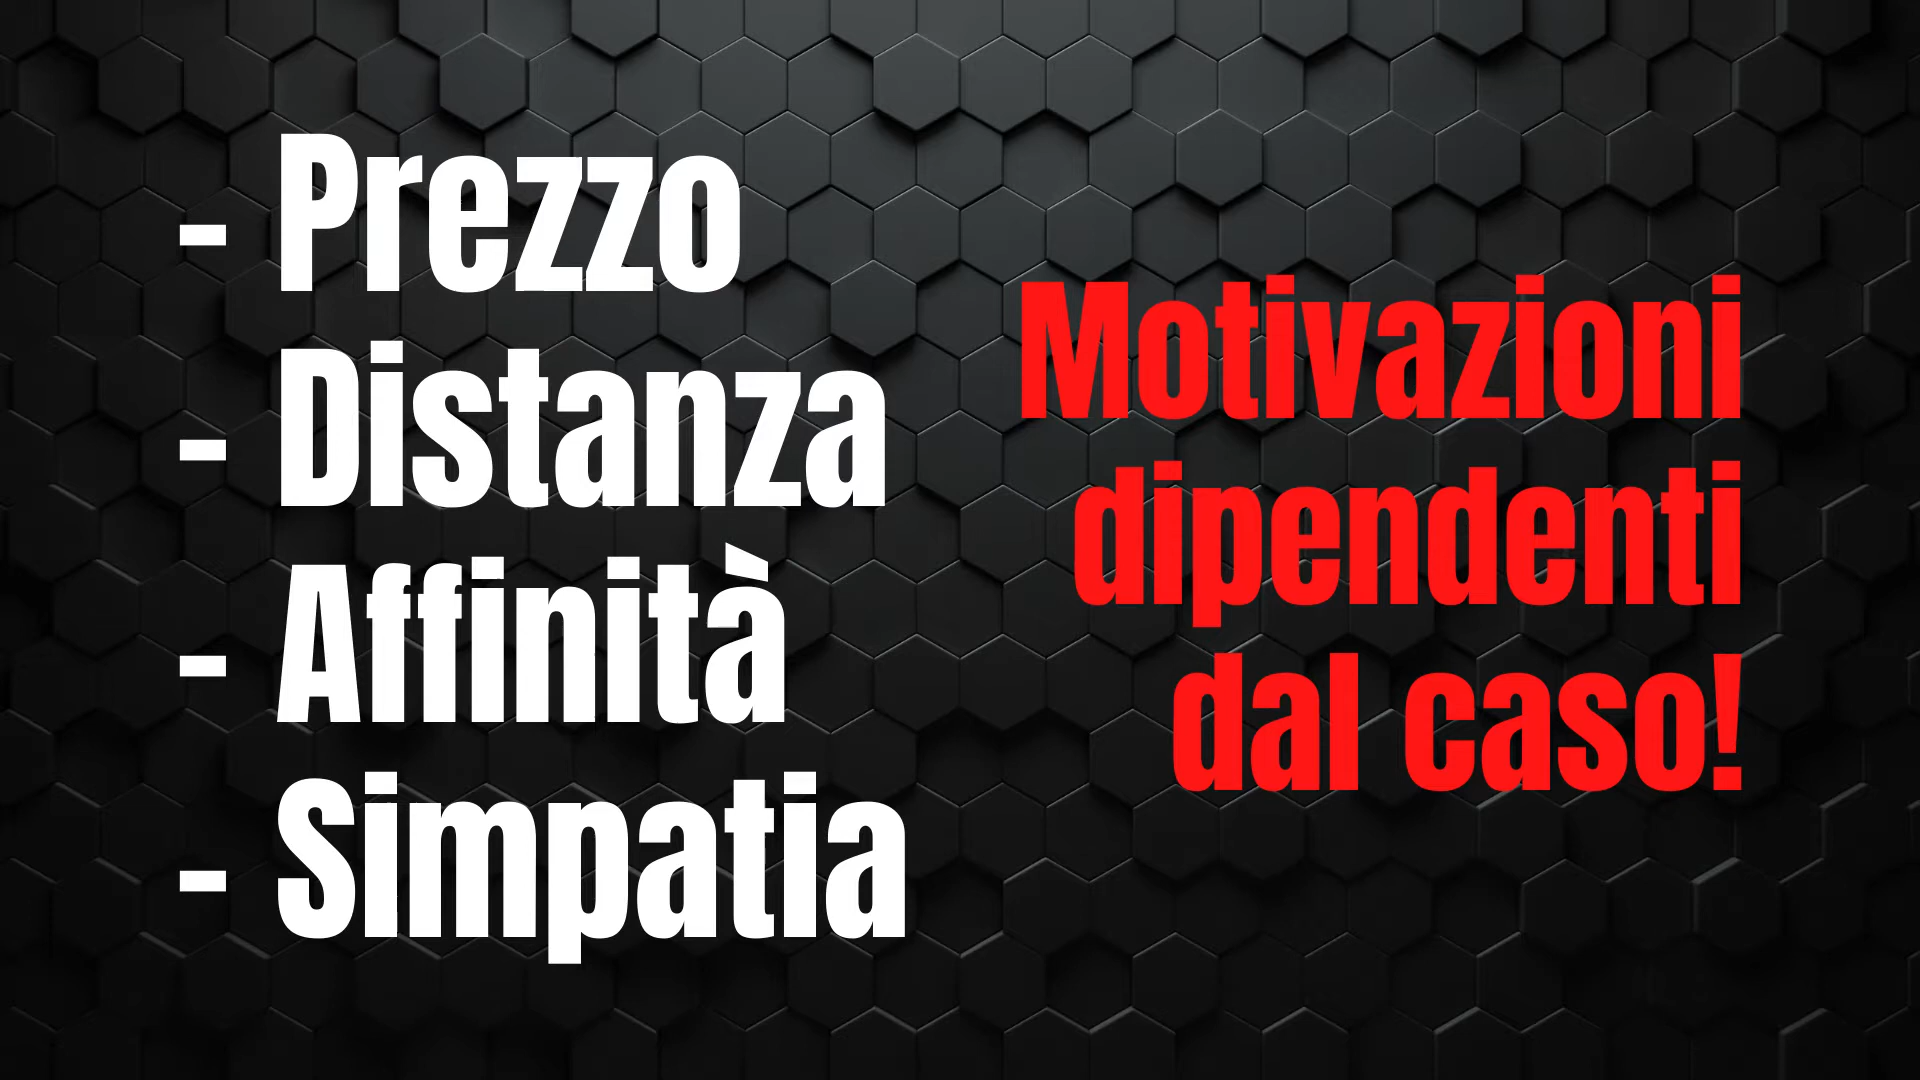 - Prezzo
- Distanza
- Affinità
- Simpatia
Motivazioni
dipendenti
dal caso!